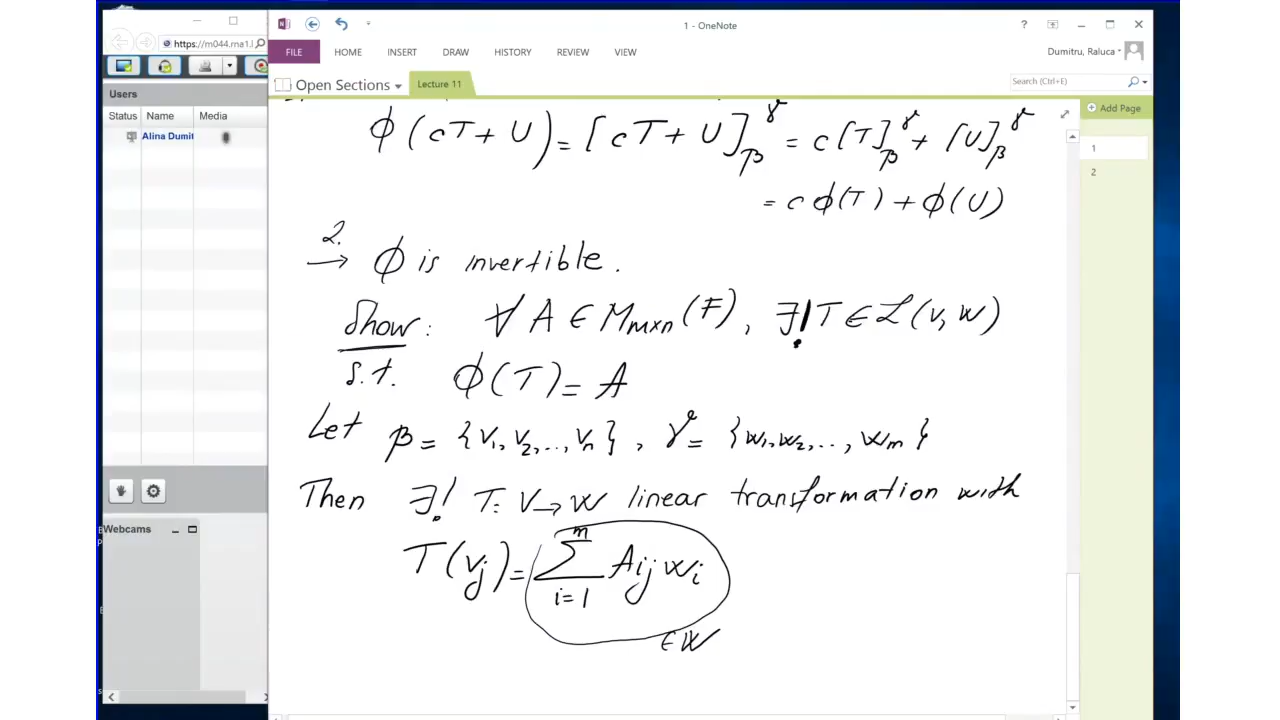 1 - OneNote
https://m044.rna1.l
FILE HOME INSERT DRAW HISTORY REVIEW VIEW
Dumitru, Raluca
Open Sections Lecture 11
Search (Ctrl+E)
Users
Status Name Media
Alina Dumit
Add Page
1
2
ϕ(cT+U) = [cT+U]_β^γ = c[T]_β^γ + [U]_β^γ
= cϕ(T) + ϕ(U)
2.
→ ϕ is invertible.
Show: ∀ A ∈ M_{m×n}(F), ∃! T ∈ ℒ(V,W)
s.t. ϕ(T) = A
Let β = {v₁, v₂, ..., vₙ}, γ = {w₁, w₂, ..., wₘ}
Then ∃! T: V → W linear transformation with
T(vⱼ) = ∑_{i=1}^{m} Aᵢⱼ wᵢ
∈ W
Webcams